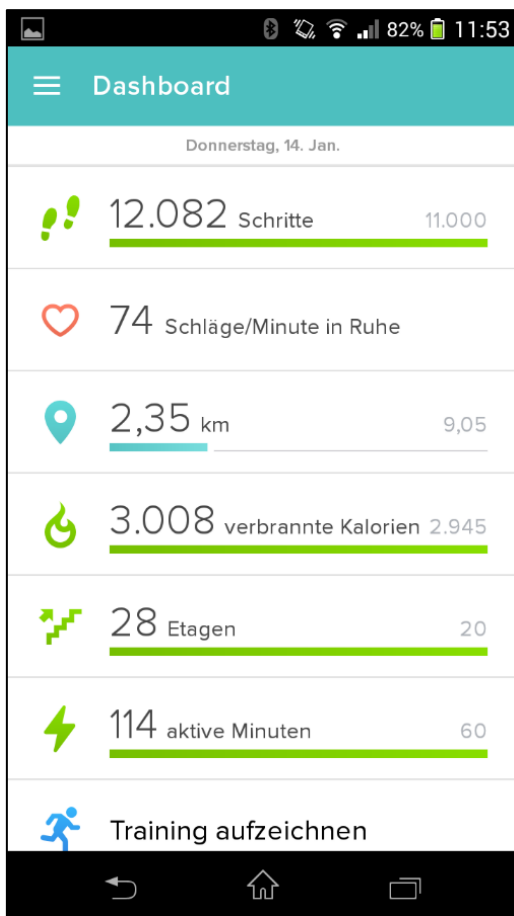 82% 11:53
Dashboard
Donnerstag, 14. Jan.
12.082 Schritte 11.000
74 Schläge/Minute in Ruhe
2,35 km 9,05
3.008 verbrannte Kalorien 2.945
28 Etagen 20
114 aktive Minuten 60
Training aufzeichnen